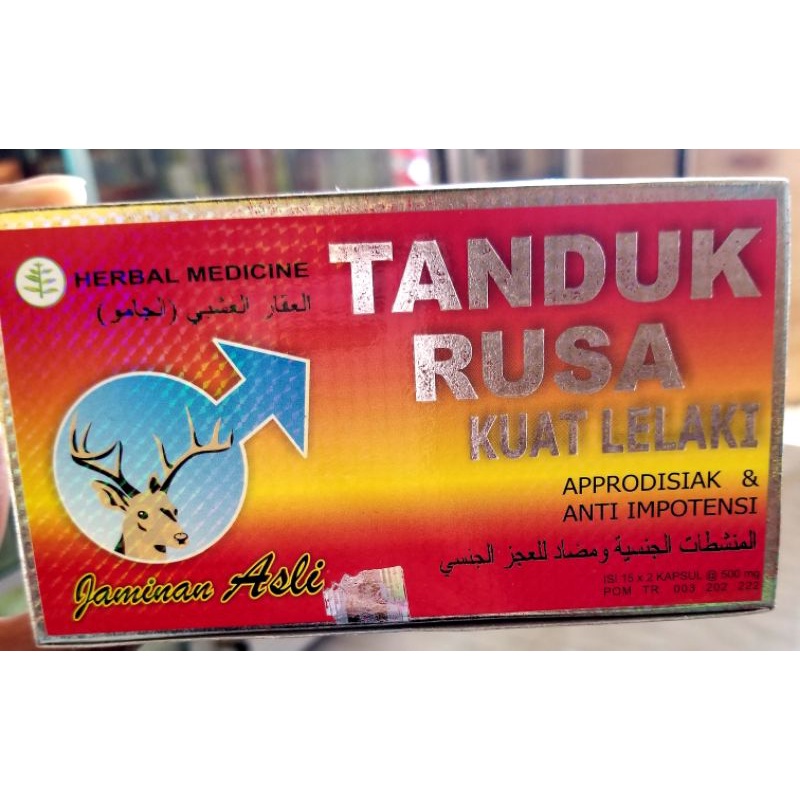 HERBAL MEDICINE
العقار العشبي (الجامو)
TANDUK
RUSA
KUAT LELAKI
APPRODISIAK &
ANTI IMPOTENSI
المنشطات الجنسية ومضاد للعجز الجنسي
Jaminan Asli
ISI 15 x 2 KAPSUL @ 500 mg
POM TR. 003 202 222